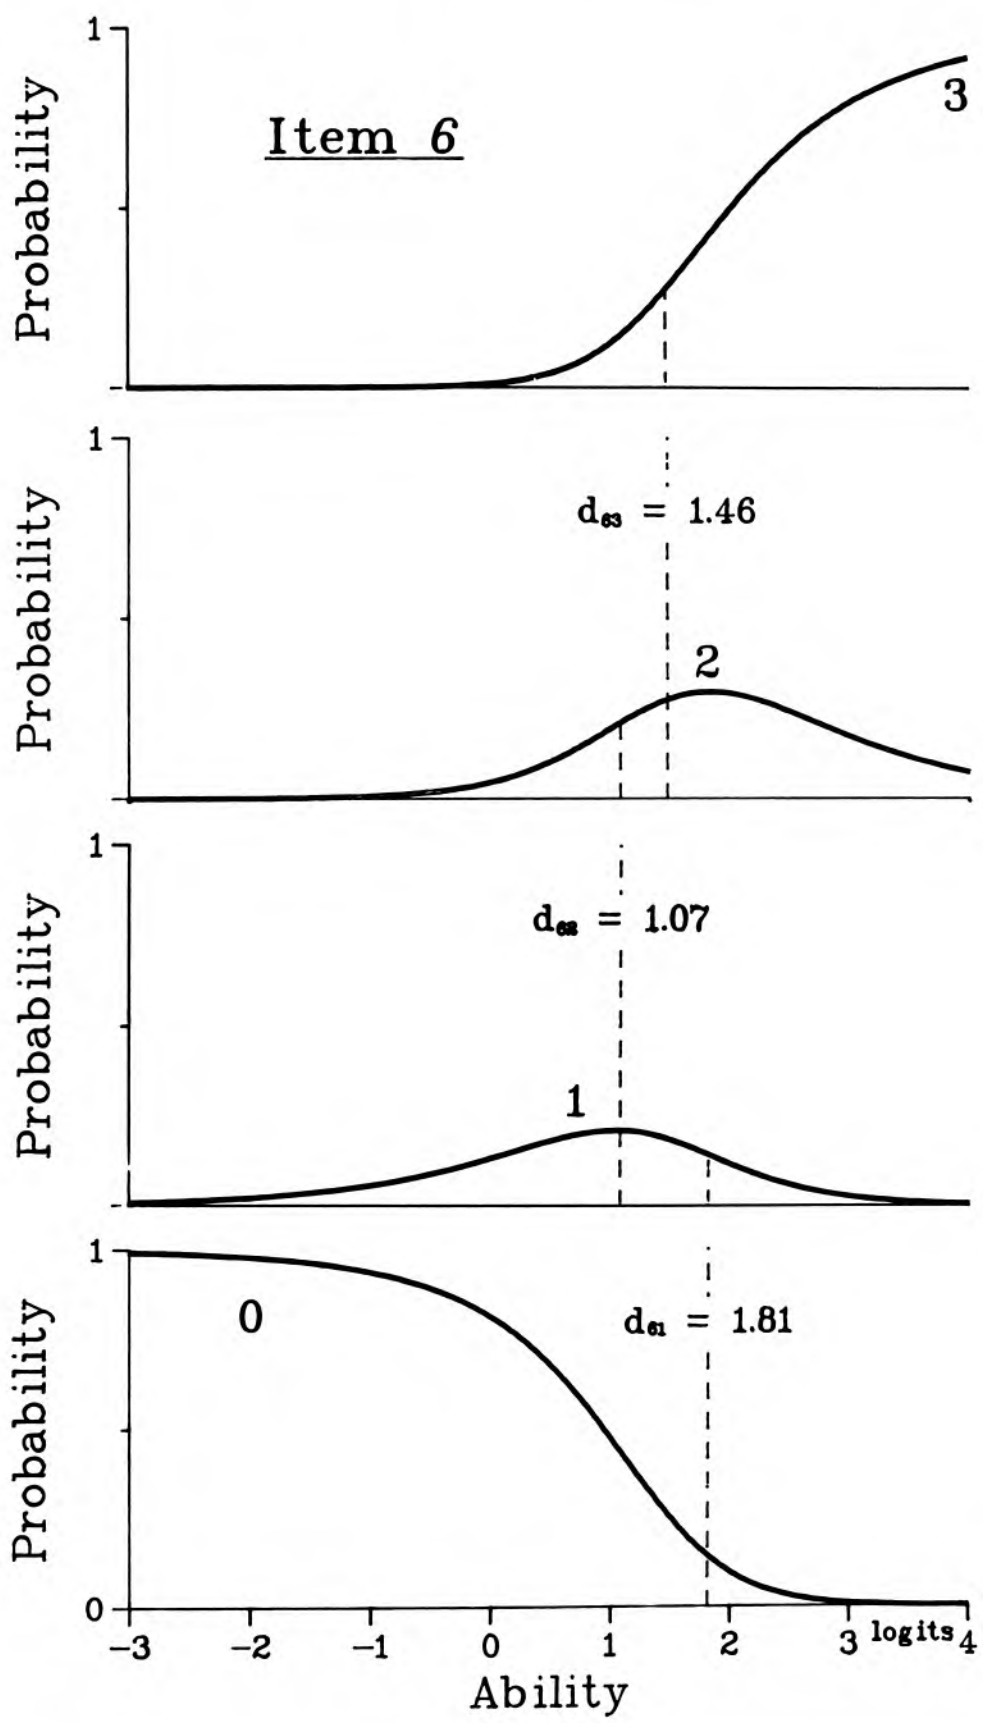 1
Probability
Item 6
3
1
Probability
d₆₃ = 1.46
2
1
Probability
d₆₂ = 1.07
1
1
Probability
0
d₆₁ = 1.81
0
-3 -2 -1 0 1 2 3 logits 4
Ability